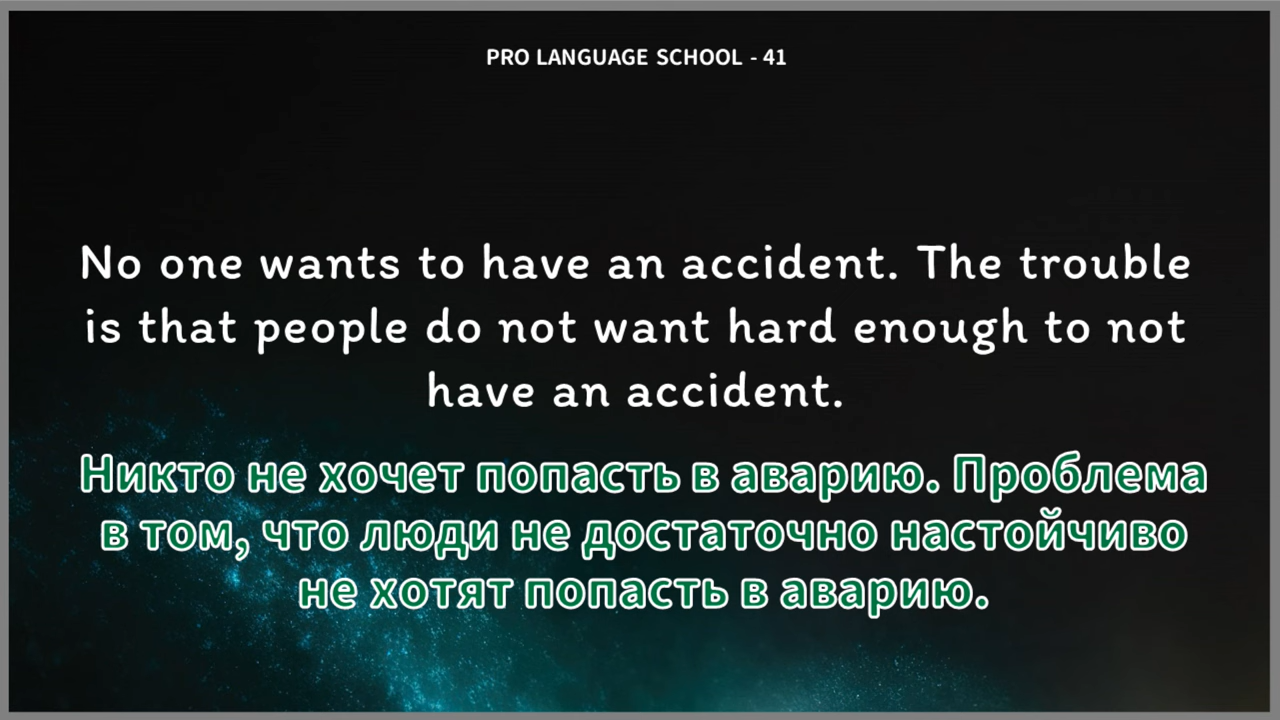 PRO LANGUAGE SCHOOL - 41
No one wants to have an accident. The trouble
is that people do not want hard enough to not
have an accident.
Никто не хочет попасть в аварию. Проблема
в том, что люди не достаточно настойчиво
не хотят попасть в аварию.